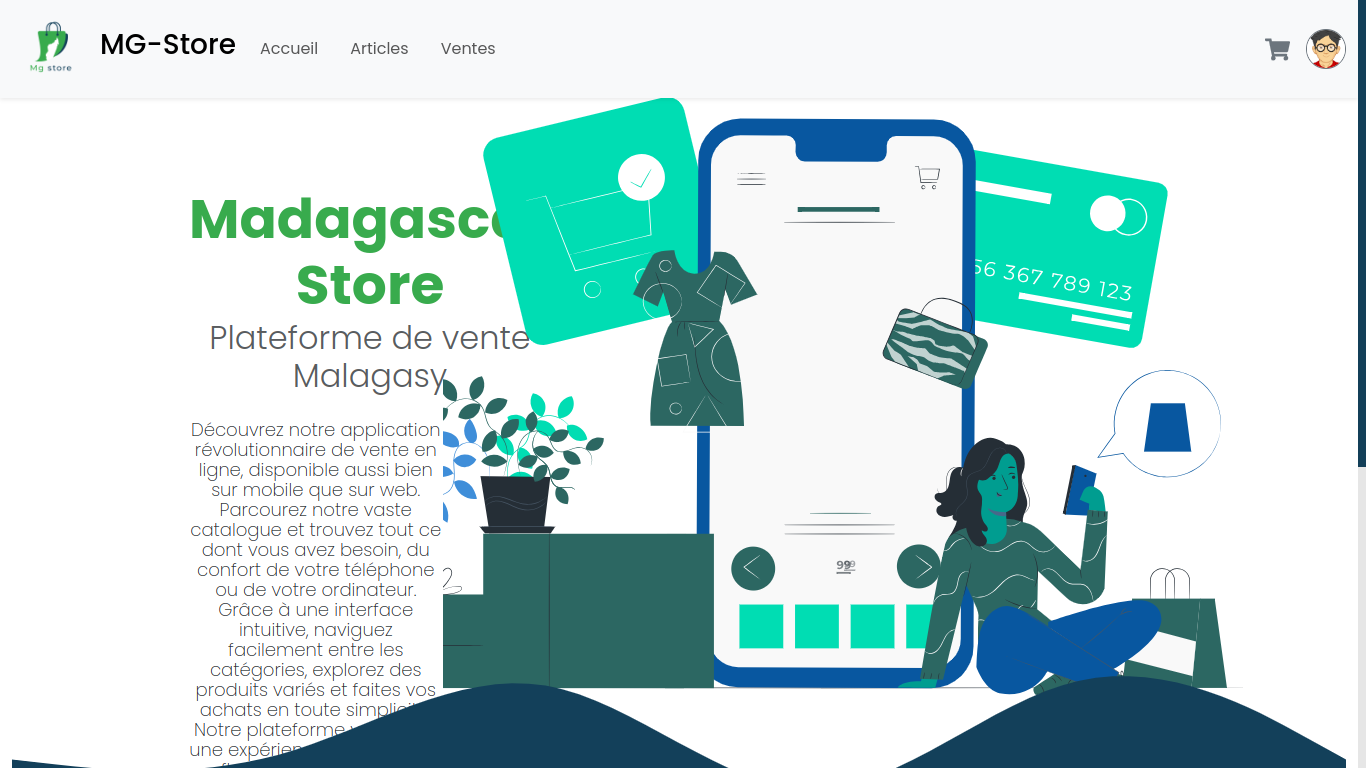 Mg store
MG-Store
Accueil
Articles
Ventes
Madagasc
Store
Plateforme de vente
Malagasy
Découvrez notre application
révolutionnaire de vente en
ligne, disponible aussi bien
sur mobile que sur web.
Parcourez notre vaste
catalogue et trouvez tout ce
dont vous avez besoin, du
confort de votre téléphone
ou de votre ordinateur.
Grâce à une interface
intuitive, naviguez
facilement entre les
catégories, explorez des
produits variés et faites vos
achats en toute simplici
Notre plateforme
une expérien
56 367 789 123
99